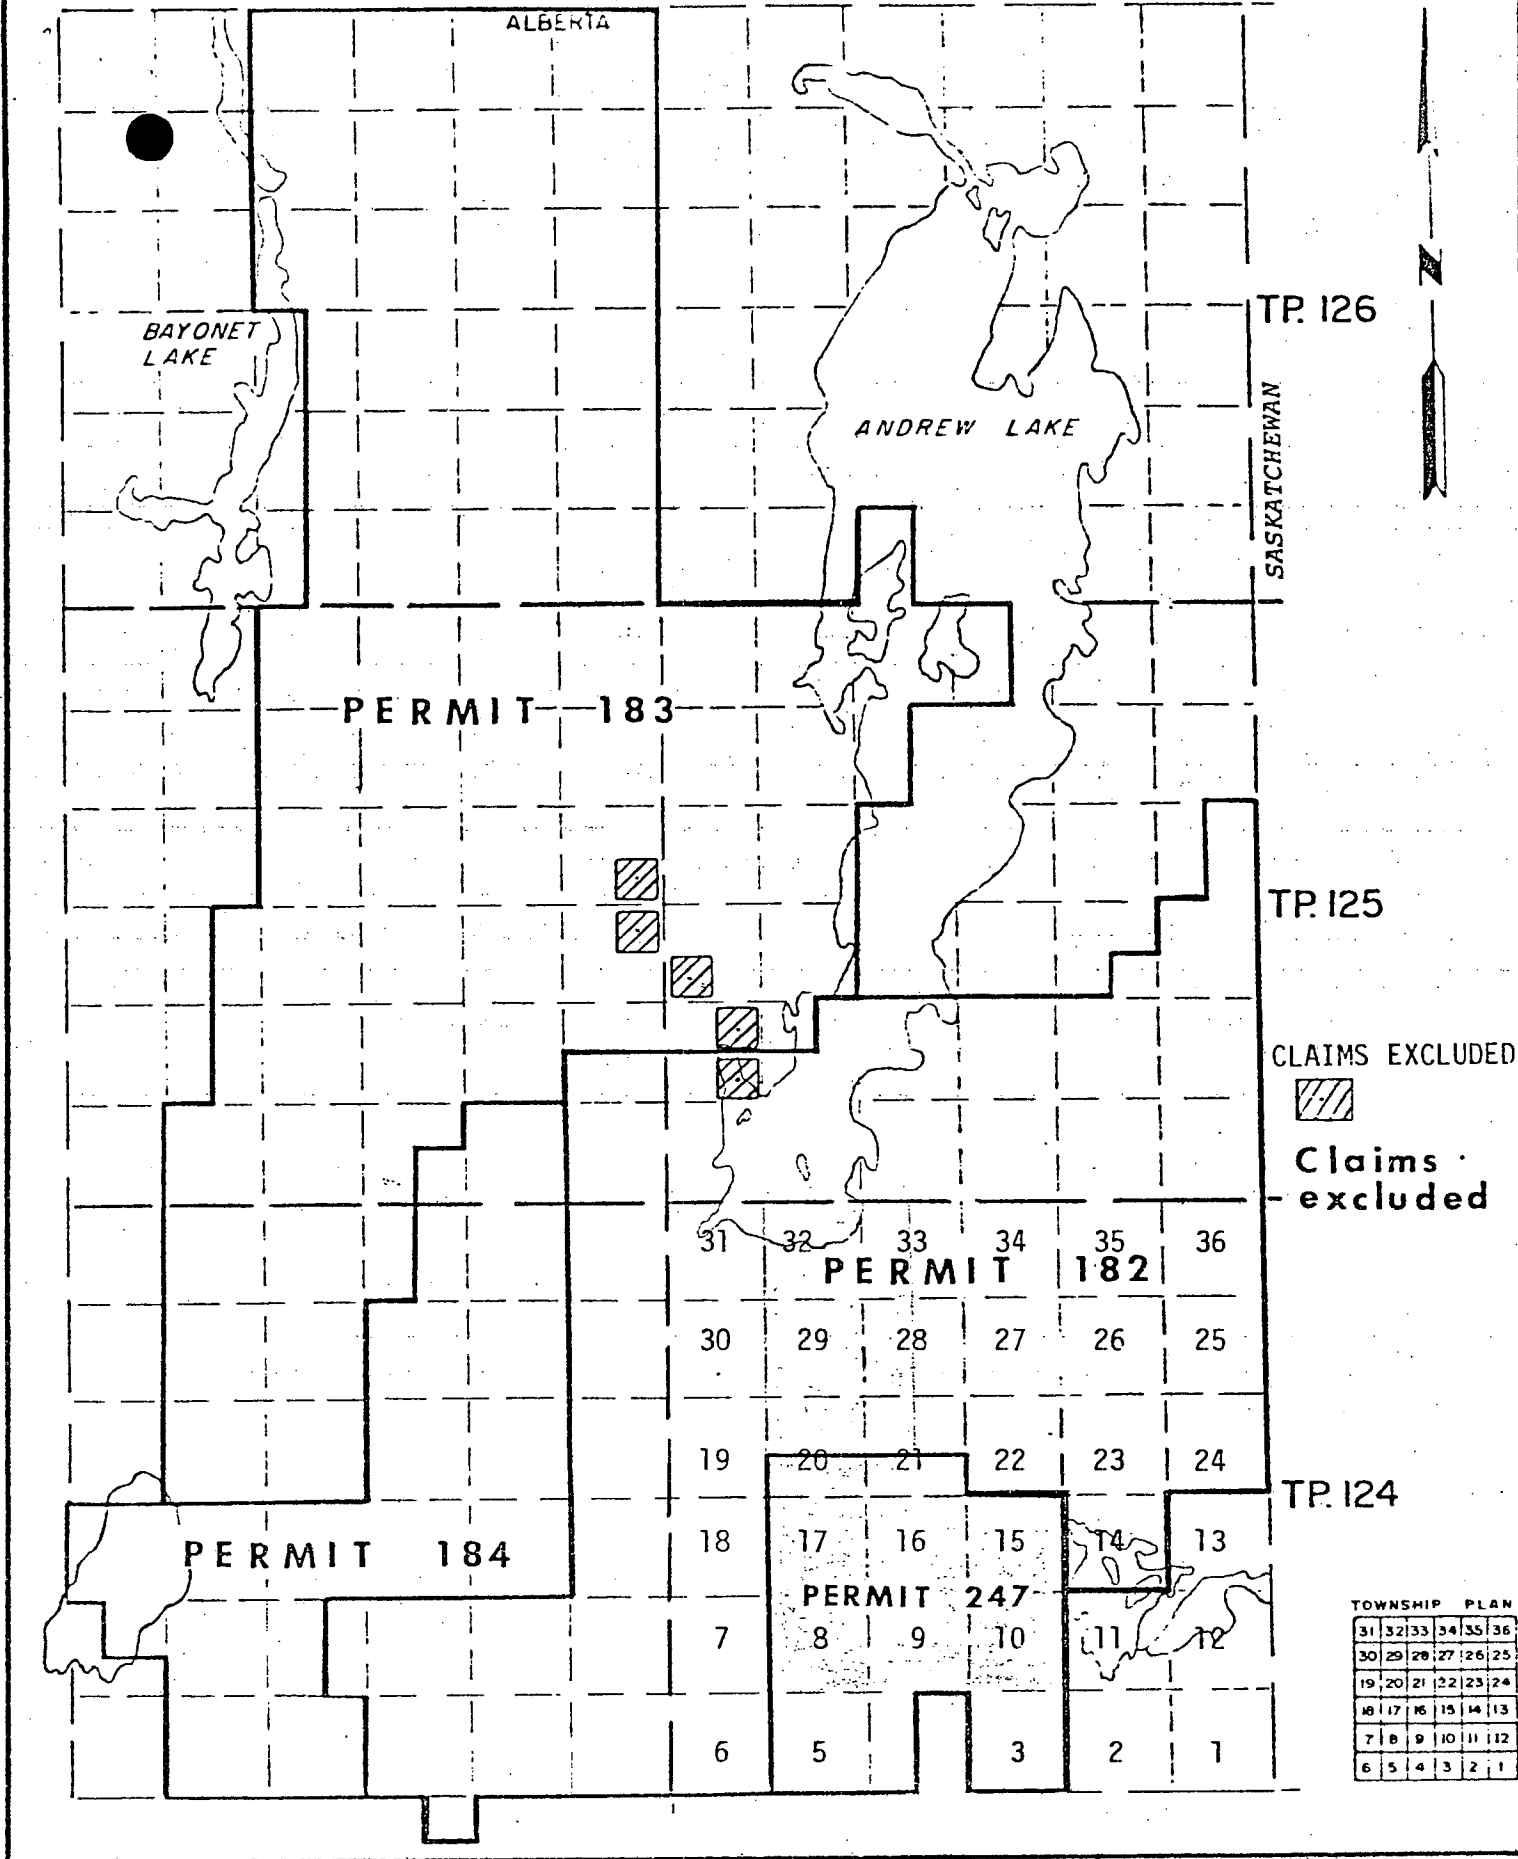 ALBERTA
N
TP. 126
BAYONET
LAKE
ANDREW LAKE
SASKATCHEWAN
PERMIT 183
TP. 125
CLAIMS EXCLUDED
Claims
excluded
31 32 33 34 35 36
PERMIT 182
30 29 28 27 26 25
19 20 21 22 23 24
TP. 124
18 17 16 15 14 13
PERMIT 184
PERMIT 247
7 8 9 10 11 12
6 5 3 2 1
TOWNSHIP PLAN
31 32 33 34 35 36
30 29 28 27 26 25
19 20 21 22 23 24
18 17 16 15 14 13
7 8 9 10 11 12
6 5 4 3 2 1